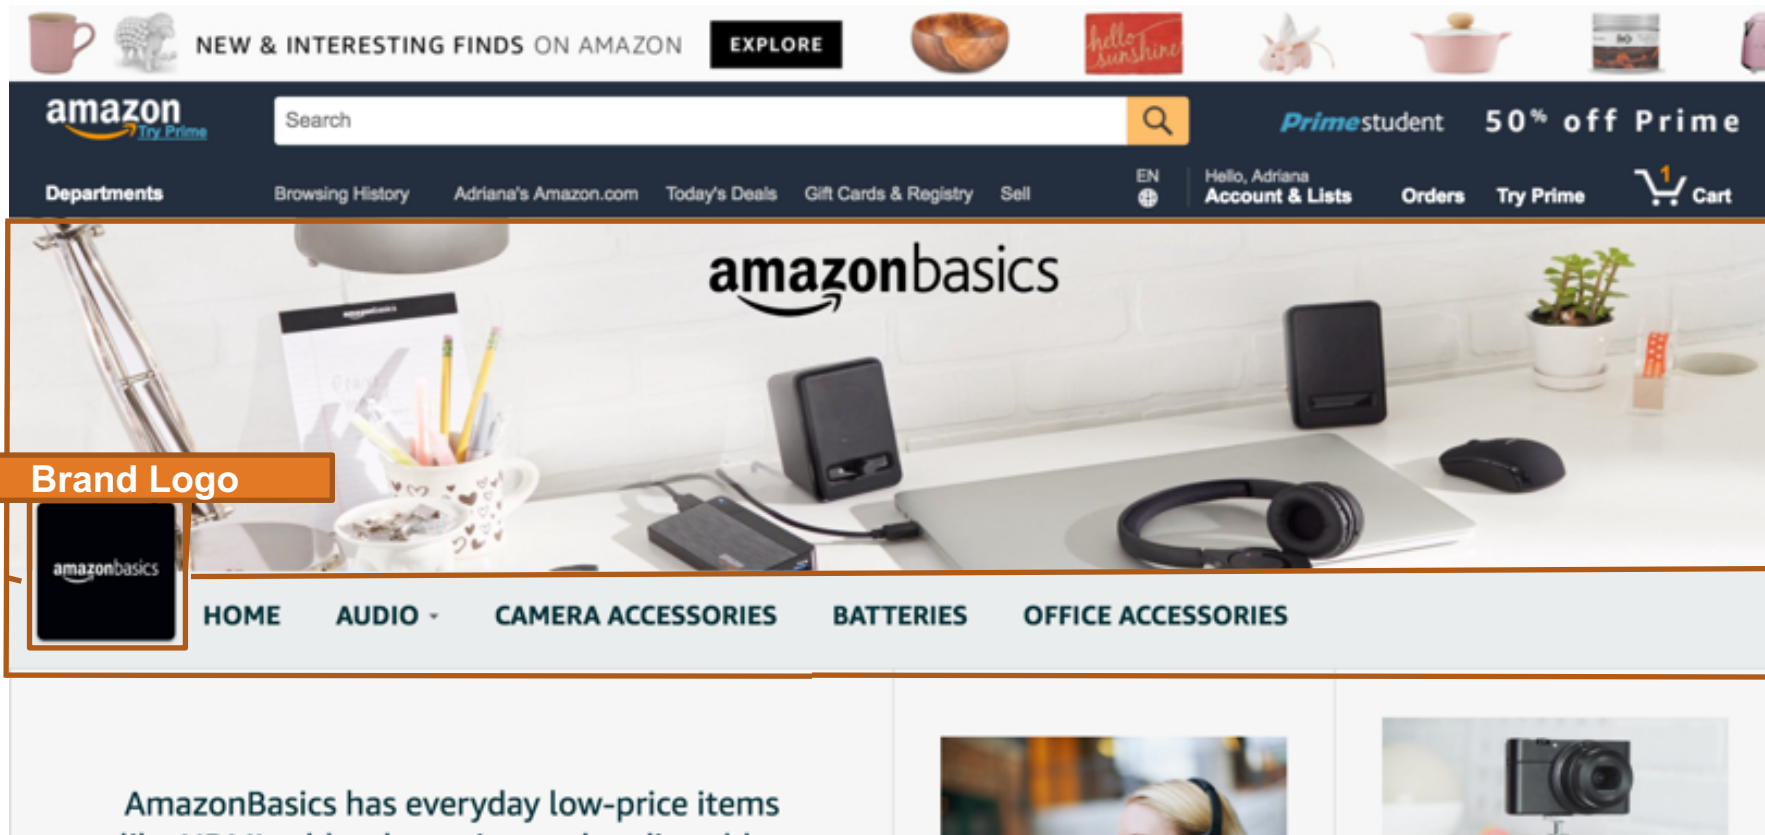 NEW & INTERESTING FINDS ON AMAZON EXPLORE
hello
sunshine
amazon
Try Prime
Search
Primestudent 50% off Prime
Departments
Browsing History Adriana's Amazon.com Today's Deals Gift Cards & Registry Sell
EN
Hello, Adriana
Account & Lists
Orders Try Prime
1
Cart
amazonbasics
amazonbasics
Brand Logo
amazonbasics
HOME AUDIO CAMERA ACCESSORIES BATTERIES OFFICE ACCESSORIES
AmazonBasics has everyday low-price items